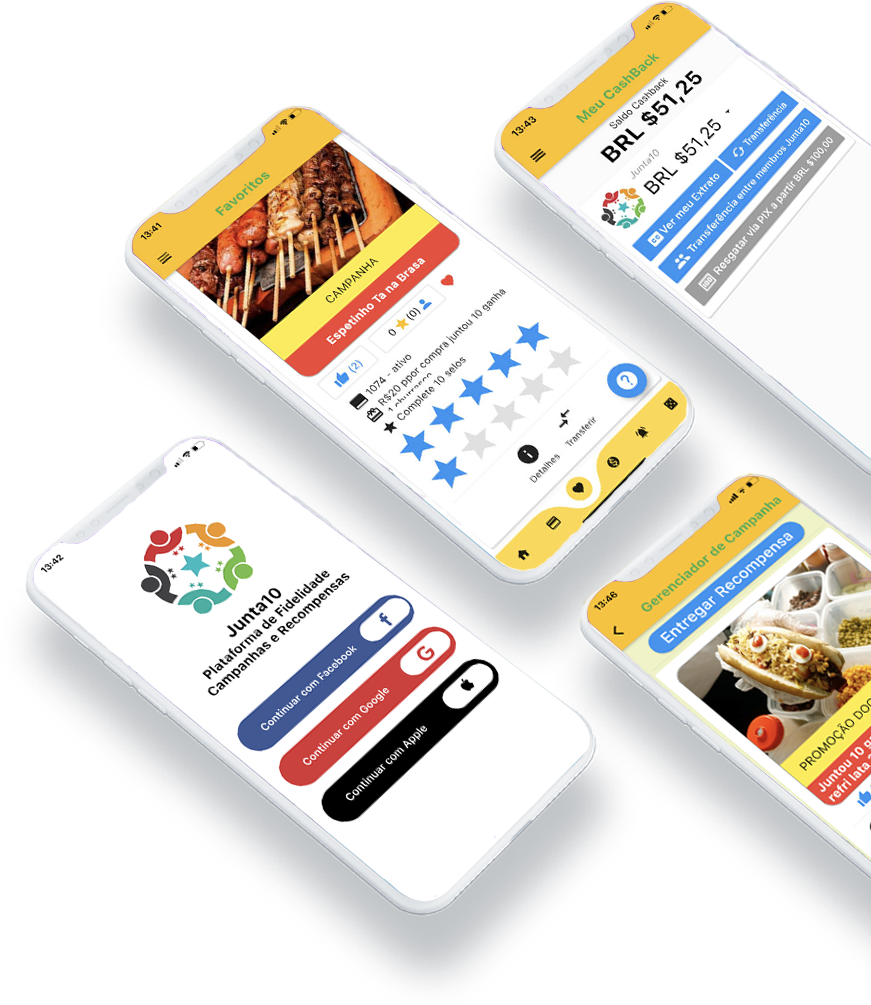 13:41
Favoritos
CAMPANHA
Espetinho Ta na Brasa
(2)
0
(0)
1074 - ativo
R$20 ppor compra juntou 10 ganha
1 churrasco
Complete 10 selos
Detalhes
Transferir
13:43
Meu CashBack
Saldo Cashback
BRL $51,25
Junta10
BRL $51,25
Ver meu Extrato
Transferência
Transferência entre membros Junta10
Resgatar via PIX a partir BRL $100,00
13:42
Junta10
Plataforma de Fidelidade
Campanhas e Recompensas
Continuar com Facebook
Continuar com Google
Continuar com Apple
13:46
Gerenciador de Campanha
Entregar Recompensa
PROMOÇÃO DOG
Juntou 10
refri lata